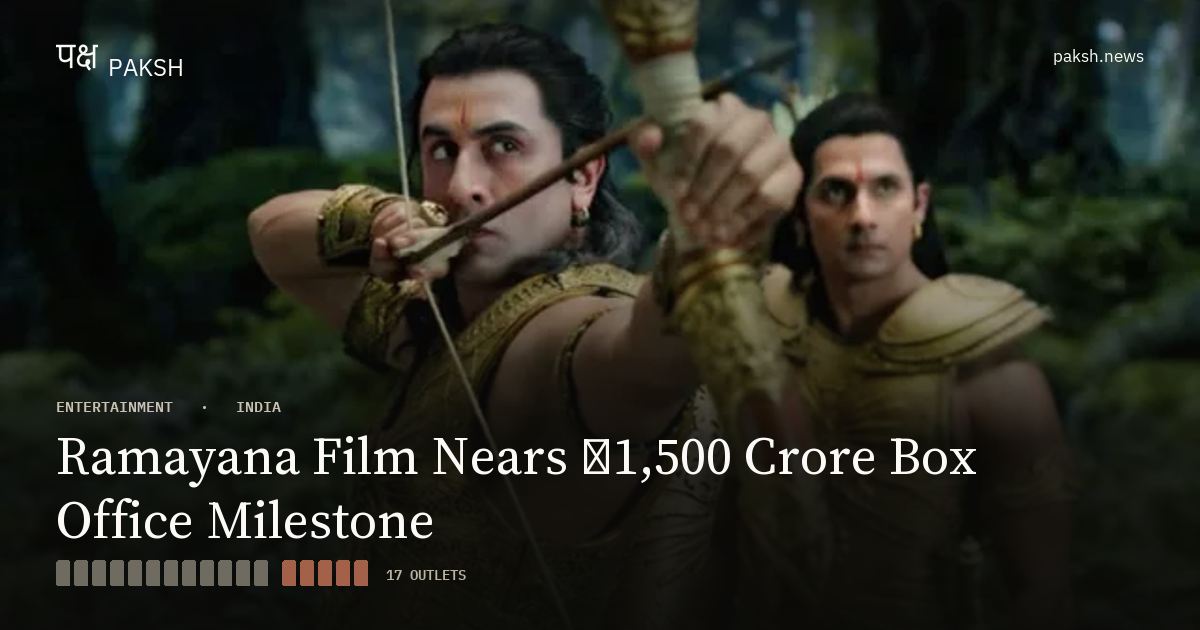 पक्ष PAKSH
paksh.news
ENTERTAINMENT · INDIA
Ramayana Film Nears 1,500 Crore Box
Office Milestone
17 OUTLETS